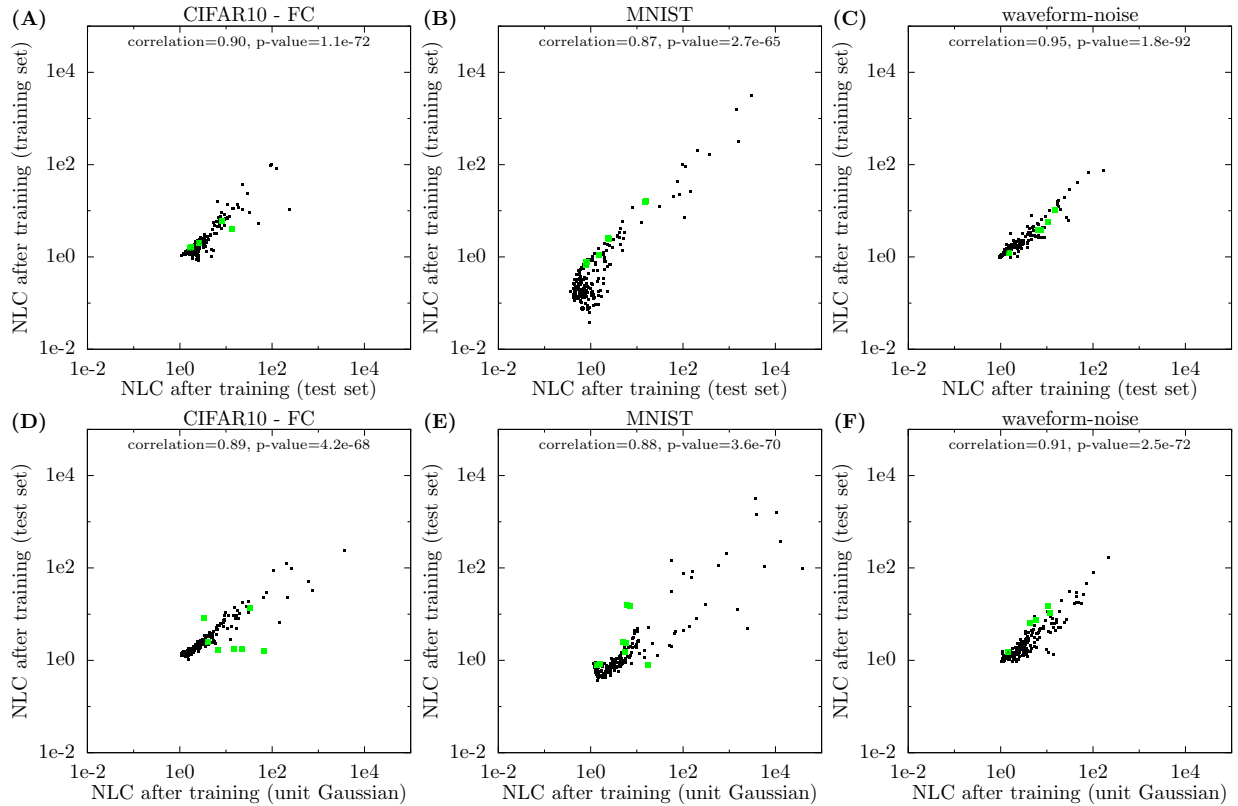 (A) CIFAR10 - FC
correlation=0.90, p-value=1.1e-72
NLC after training (training set)
1e4
1e2
1e0
1e-2
1e-2 1e0 1e2 1e4
NLC after training (test set)
(B) MNIST
correlation=0.87, p-value=2.7e-65
NLC after training (training set)
1e4
1e2
1e0
1e-2
1e-2 1e0 1e2 1e4
NLC after training (test set)
(C) waveform-noise
correlation=0.95, p-value=1.8e-92
NLC after training (training set)
1e4
1e2
1e0
1e-2
1e-2 1e0 1e2 1e4
NLC after training (test set)
(D) CIFAR10 - FC
correlation=0.89, p-value=4.2e-68
NLC after training (test set)
1e4
1e2
1e0
1e-2
1e-2 1e0 1e2 1e4
NLC after training (unit Gaussian)
(E) MNIST
correlation=0.88, p-value=3.6e-70
NLC after training (test set)
1e4
1e2
1e0
1e-2
1e-2 1e0 1e2 1e4
NLC after training (unit Gaussian)
(F) waveform-noise
correlation=0.91, p-value=2.5e-72
NLC after training (test set)
1e4
1e2
1e0
1e-2
1e-2 1e0 1e2 1e4
NLC after training (unit Gaussian)